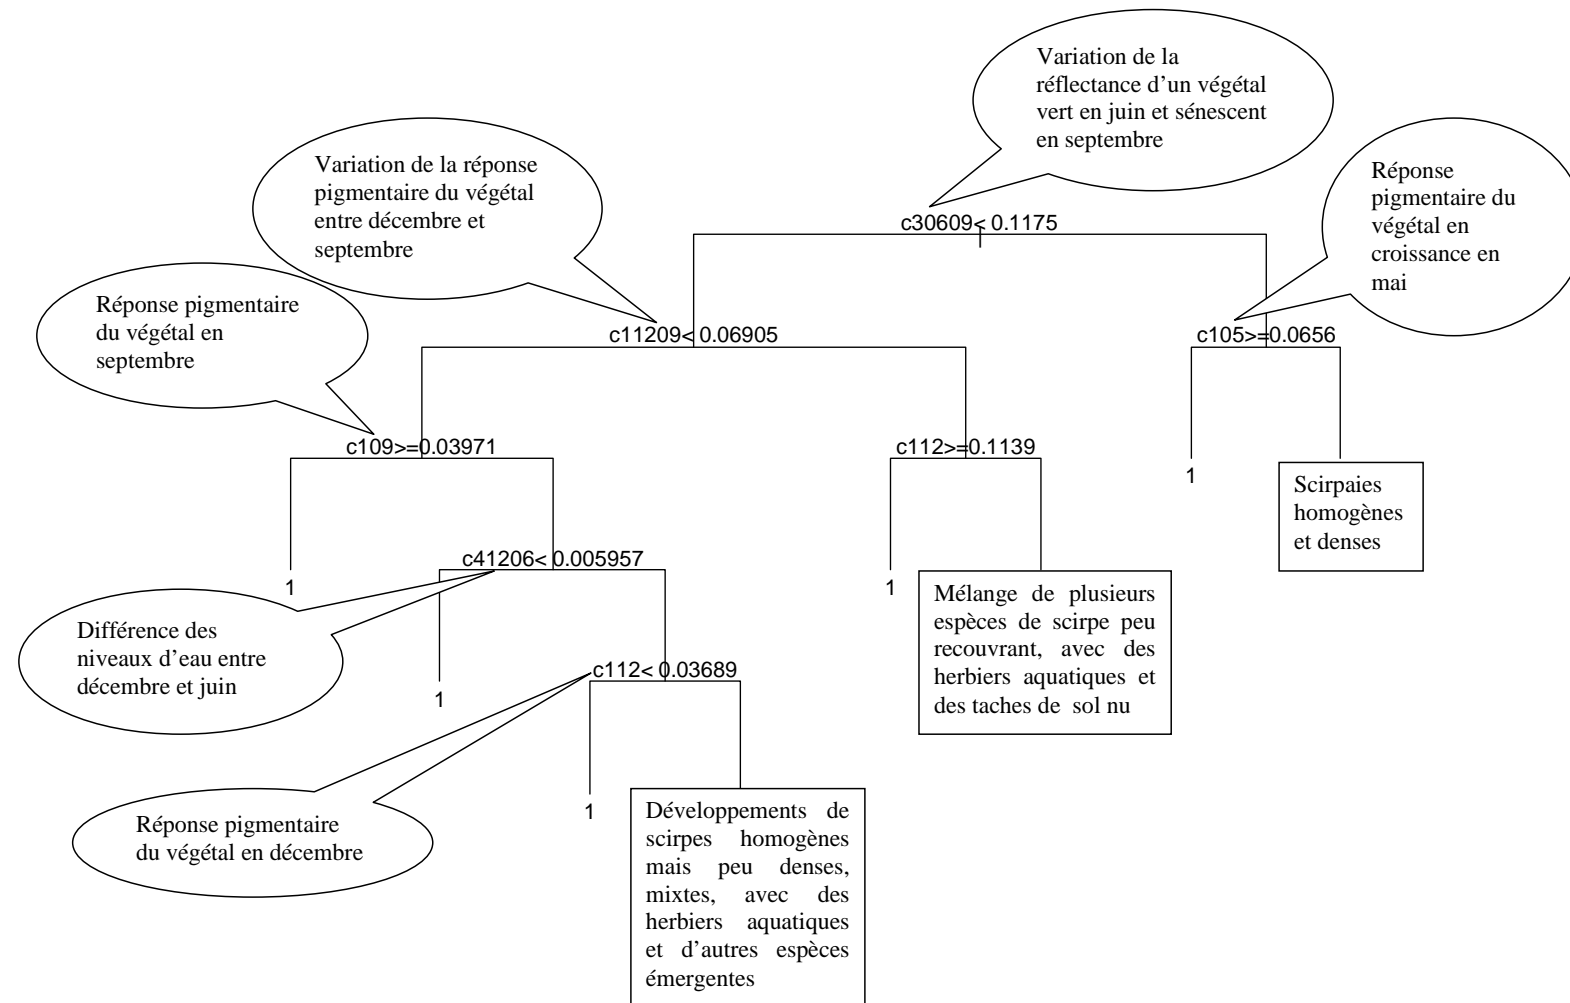 Variation de la
réflectance d'un végétal
vert en juin et sénescent
en septembre
Variation de la réponse
pigmentaire du végétal
entre décembre et
septembre
Réponse
pigmentaire du
végétal en
croissance en
mai
c30609< 0.1175
Réponse pigmentaire
du végétal en
septembre
c11209< 0.06905
c105>=0.0656
c109>=0.03971
c112>=0.1139
1
Scirpaies
homogènes
et denses
1
c41206< 0.005957
1
Mélange de plusieurs
espèces de scirpe peu
recouvrant, avec des
herbiers aquatiques et
des taches de sol nu
Différence des
niveaux d'eau entre
décembre et juin
1
c112< 0.03689
1
Réponse pigmentaire
du végétal en décembre
Développements de
scirpes homogènes
mais peu denses,
mixtes, avec des
herbiers aquatiques
et d'autres espèces
émergentes